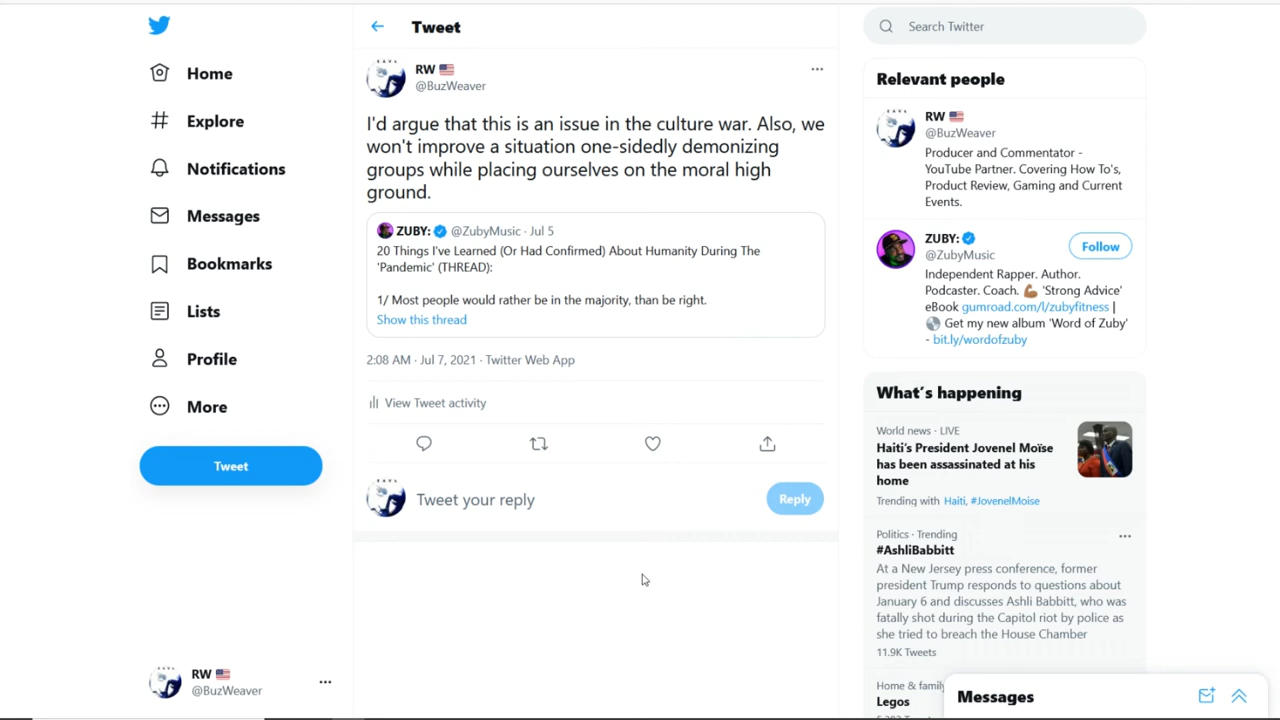 Home
Explore
Notifications
Messages
Bookmarks
Lists
Profile
More
Tweet
RW 🇺🇸
@BuzWeaver
Tweet
RW 🇺🇸
@BuzWeaver
I'd argue that this is an issue in the culture war. Also, we
won't improve a situation one-sidedly demonizing
groups while placing ourselves on the moral high
ground.
ZUBY: @ZubyMusic · Jul 5
20 Things I've Learned (Or Had Confirmed) About Humanity During The
'Pandemic' (THREAD):
1/ Most people would rather be in the majority, than be right.
Show this thread
2:08 AM · Jul 7, 2021 · Twitter Web App
View Tweet activity
Tweet your reply
Reply
Search Twitter
Relevant people
RW 🇺🇸
@BuzWeaver
Producer and Commentator -
YouTube Partner. Covering How To's,
Product Review, Gaming and Current
Events.
ZUBY:
@ZubyMusic
Follow
Independent Rapper. Author.
Podcaster. Coach. 💪🏾 'Strong Advice'
eBook gumroad.com/l/zubyfitness |
💿 Get my new album 'Word of Zuby'
- bit.ly/wordofzuby
What's happening
World news · LIVE
Haiti's President Jovenel Moïse
has been assassinated at his
home
Trending with Haiti, #JovenelMoise
Politics · Trending
#AshliBabbitt
At a New Jersey press conference, former
president Trump responds to questions about
January 6 and discusses Ashli Babbitt, who was
fatally shot during the Capitol riot by police as
she tried to breach the House Chamber
11.9K Tweets
Home & family
Legos
Messages